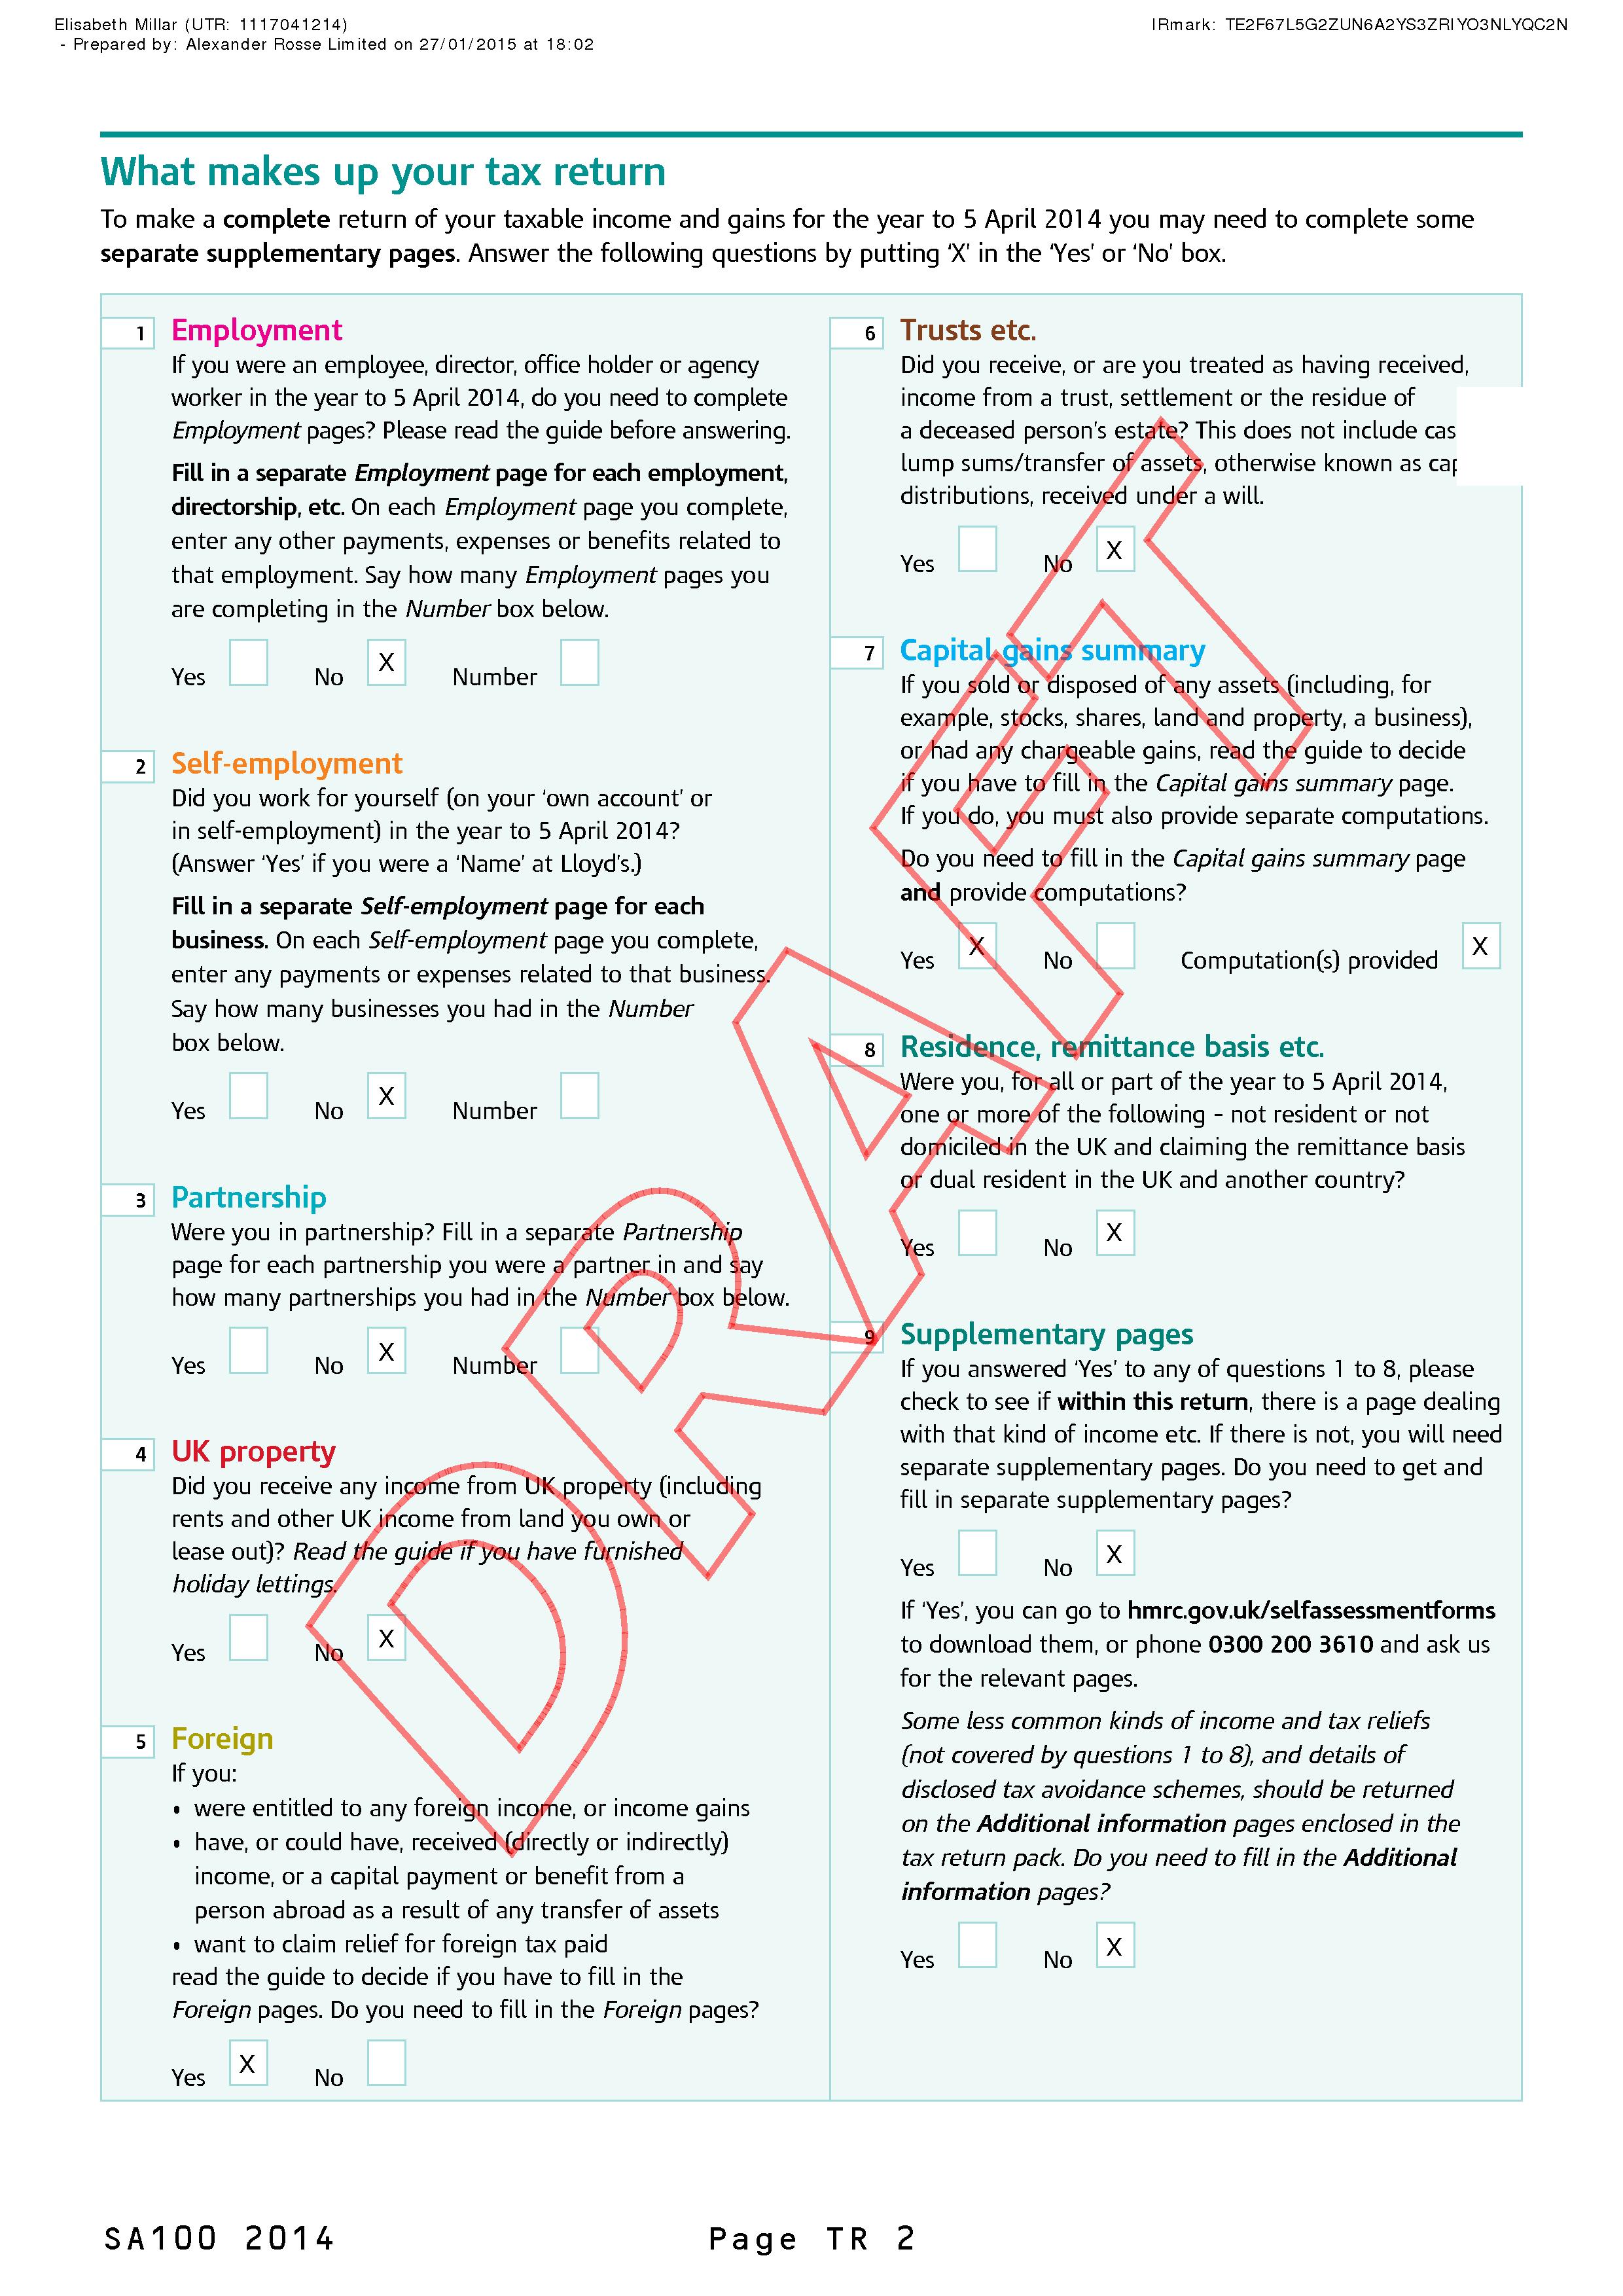 Elisabeth Millar (UTR: 1117041214)
- Prepared by: Alexander Rosse Limited on 27/01/2015 at 18:02
IRmark: TE2F67L5G2ZUN6A2YS3ZRIYO3NLYQC2N
What makes up your tax return
To make a complete return of your taxable income and gains for the year to 5 April 2014 you may need to complete some
separate supplementary pages. Answer the following questions by putting ‘X’ in the ‘Yes’ or ‘No’ box.
1 Employment
If you were an employee, director, office holder or agency
worker in the year to 5 April 2014, do you need to complete
Employment pages? Please read the guide before answering.
Fill in a separate Employment page for each employment,
directorship, etc. On each Employment page you complete,
enter any other payments, expenses or benefits related to
that employment. Say how many Employment pages you
are completing in the Number box below.
Yes No X Number
2 Self-employment
Did you work for yourself (on your ‘own account’ or
in self-employment) in the year to 5 April 2014?
(Answer ‘Yes’ if you were a ‘Name’ at Lloyd’s.)
Fill in a separate Self-employment page for each
business. On each Self-employment page you complete,
enter any payments or expenses related to that business.
Say how many businesses you had in the Number
box below.
Yes No X Number
3 Partnership
Were you in partnership? Fill in a separate Partnership
page for each partnership you were a partner in and say
how many partnerships you had in the Number box below.
Yes No X Number
4 UK property
Did you receive any income from UK property (including
rents and other UK income from land you own or
lease out)? Read the guide if you have furnished
holiday lettings.
Yes No X
5 Foreign
If you:
• were entitled to any foreign income, or income gains
• have, or could have, received (directly or indirectly)
income, or a capital payment or benefit from a
person abroad as a result of any transfer of assets
• want to claim relief for foreign tax paid
read the guide to decide if you have to fill in the
Foreign pages. Do you need to fill in the Foreign pages?
Yes X No
6 Trusts etc.
Did you receive, or are you treated as having received,
income from a trust, settlement or the residue of
a deceased person’s estate? This does not include cas
lump sums/transfer of assets, otherwise known as cap
distributions, received under a will.
Yes No X
7 Capital gains summary
If you sold or disposed of any assets (including, for
example, stocks, shares, land and property, a business),
or had any chargeable gains, read the guide to decide
if you have to fill in the Capital gains summary page.
If you do, you must also provide separate computations.
Do you need to fill in the Capital gains summary page
and provide computations?
Yes X No Computation(s) provided X
8 Residence, remittance basis etc.
Were you, for all or part of the year to 5 April 2014,
one or more of the following – not resident or not
domiciled in the UK and claiming the remittance basis
or dual resident in the UK and another country?
Yes No X
9 Supplementary pages
If you answered ‘Yes’ to any of questions 1 to 8, please
check to see if within this return, there is a page dealing
with that kind of income etc. If there is not, you will need
separate supplementary pages. Do you need to get and
fill in separate supplementary pages?
Yes No X
If ‘Yes’, you can go to hmrc.gov.uk/selfassessmentforms
to download them, or phone 0300 200 3610 and ask us
for the relevant pages.
Some less common kinds of income and tax reliefs
(not covered by questions 1 to 8), and details of
disclosed tax avoidance schemes, should be returned
on the Additional information pages enclosed in the
tax return pack. Do you need to fill in the Additional
information pages?
Yes No X
DRAFT
SA100 2014
Page TR 2